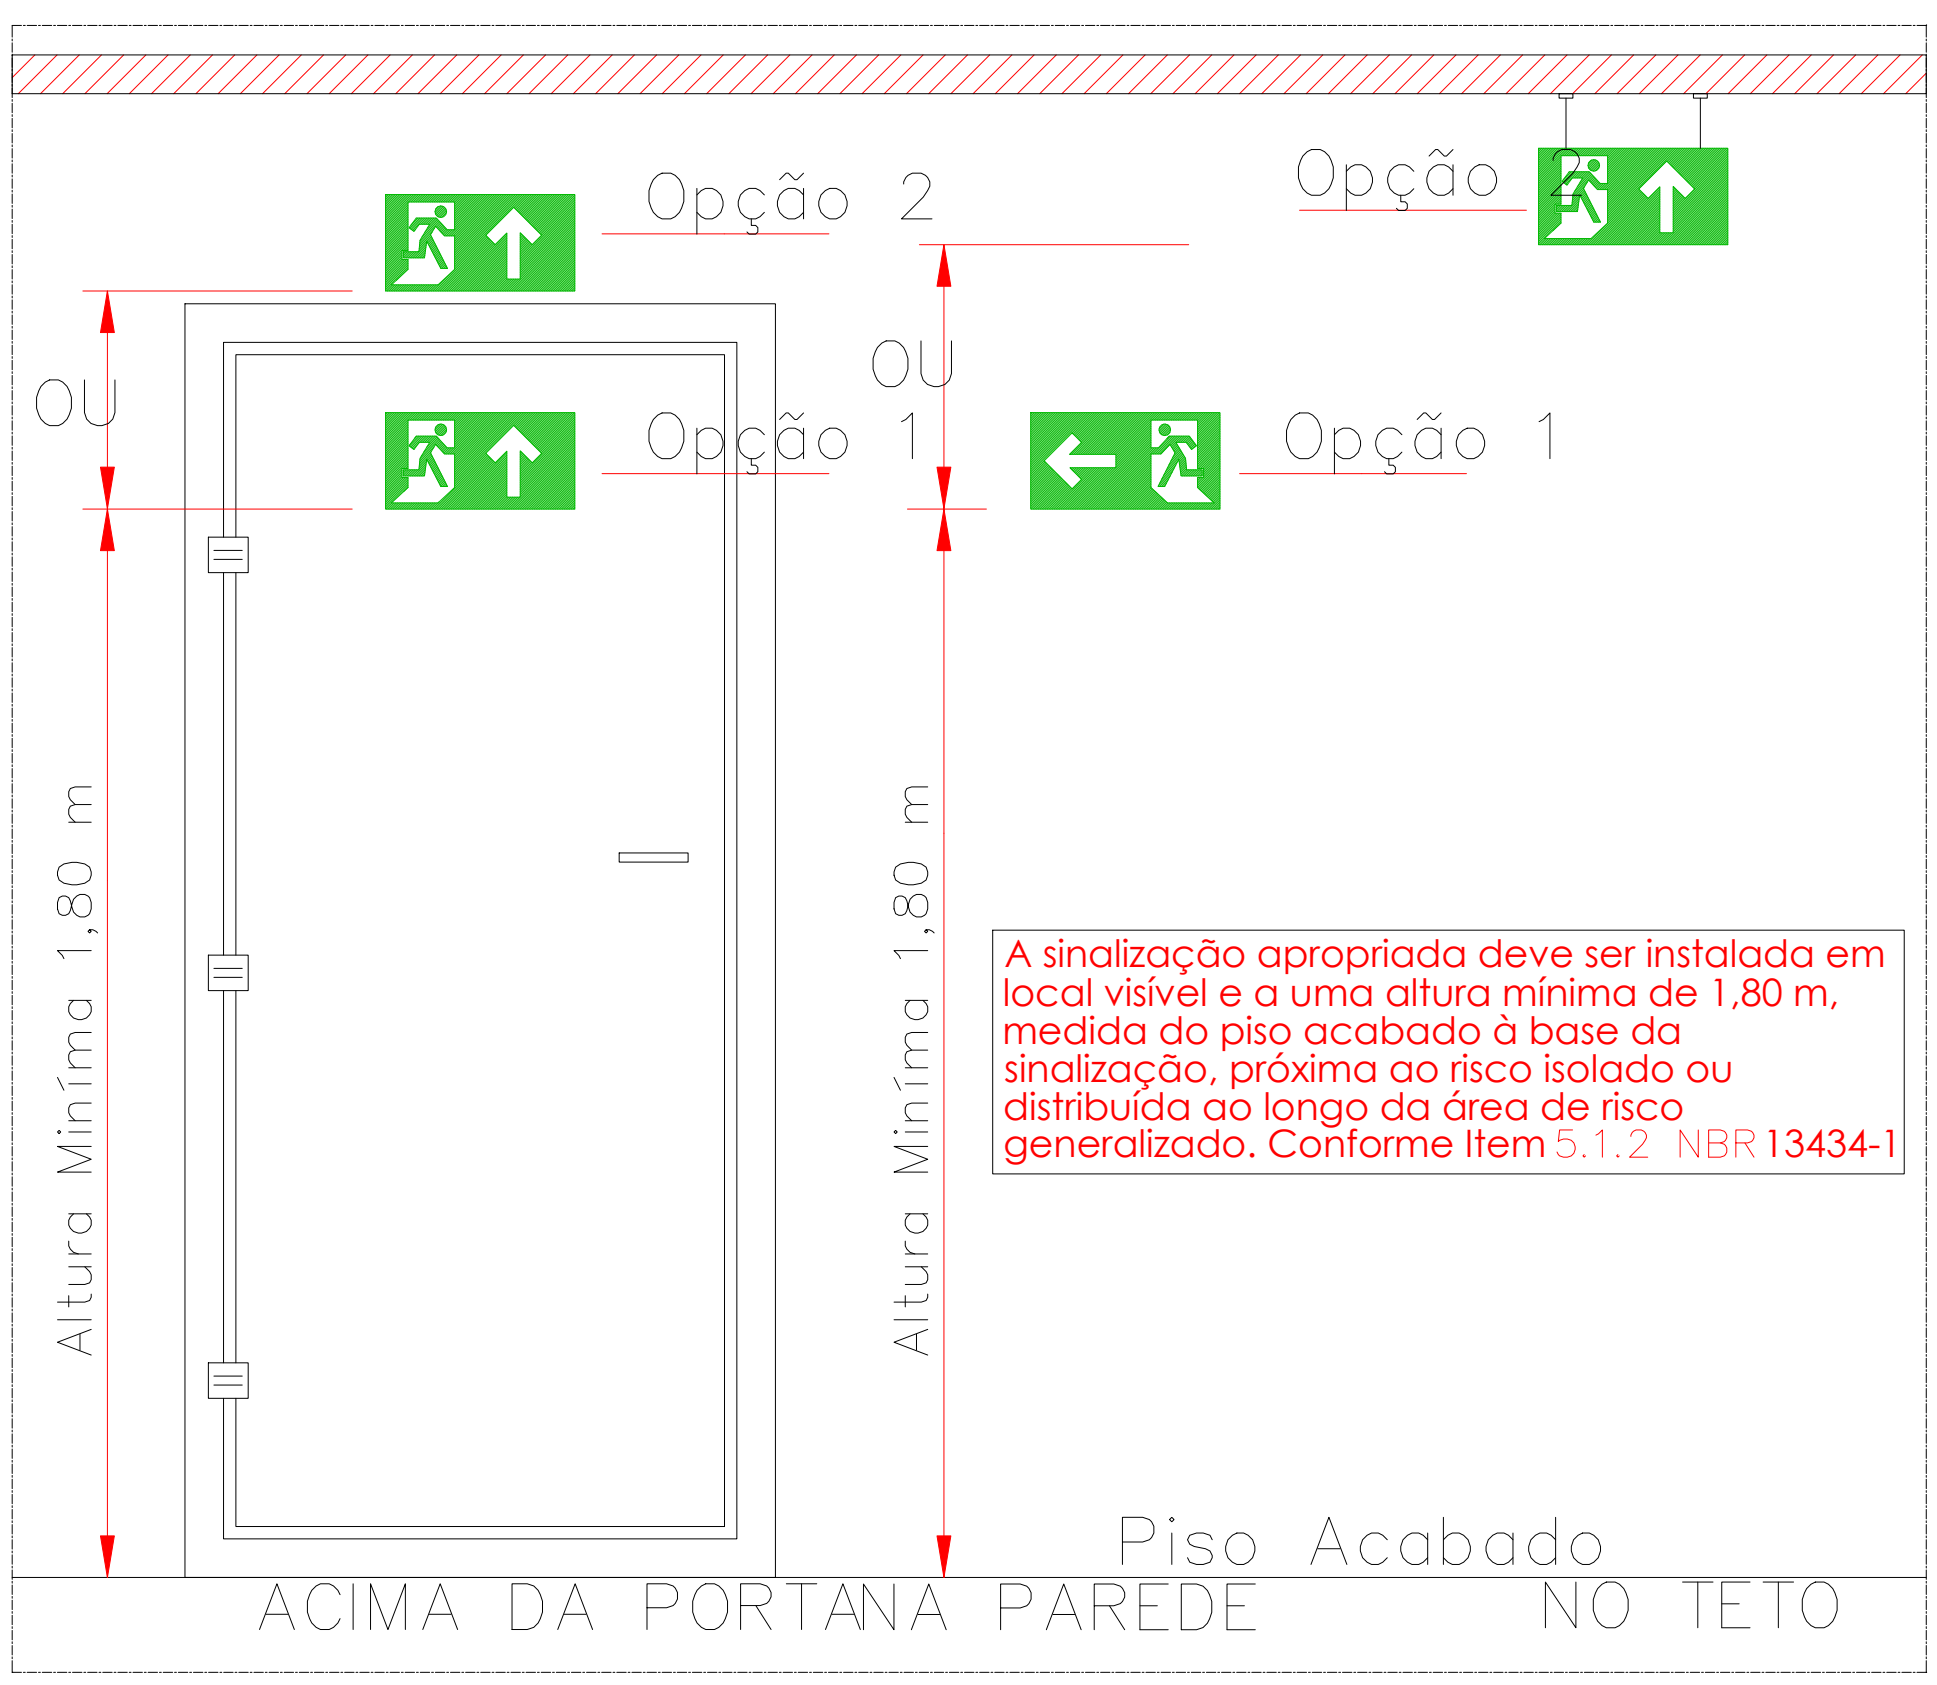 Opção 2
Opção 2
OU
OU
Opção 1
Opção 1
Altura Miníma 1,80 m
Altura Miníma 1,80 m
A sinalização apropriada deve ser instalada em
local visível e a uma altura mínima de 1,80 m,
medida do piso acabado à base da
sinalização, próxima ao risco isolado ou
distribuída ao longo da área de risco
generalizado. Conforme Item 5.1.2 NBR 13434-1
Piso Acabado
ACIMA DA PORTA
NA PAREDE
NO TETO